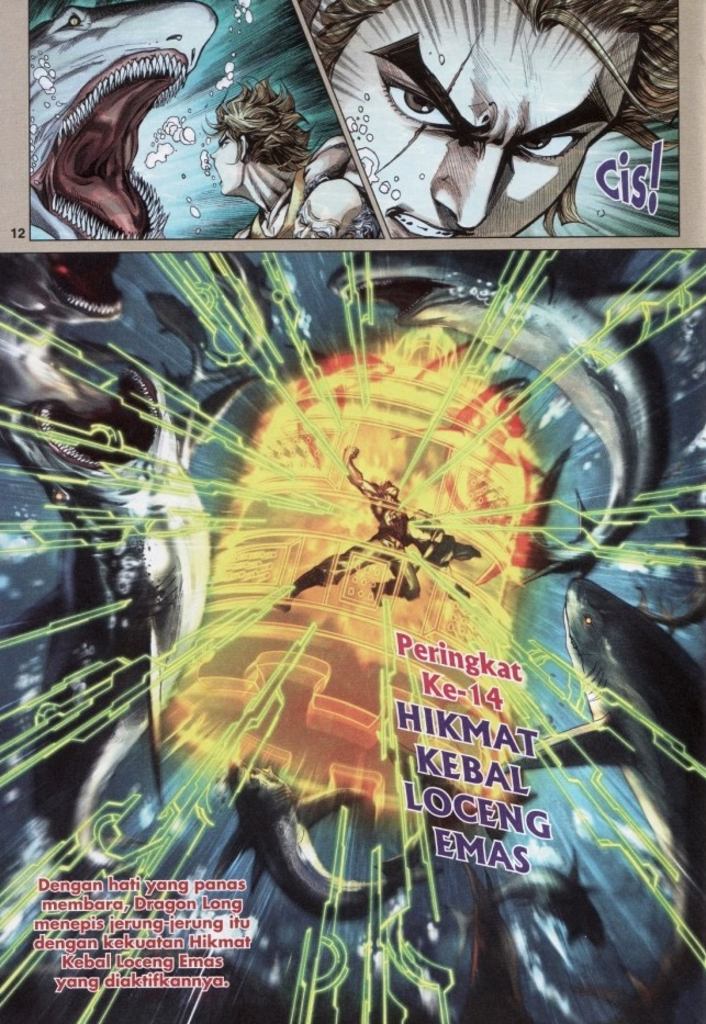 Cis!
12
Peringkat
Ke-14
HIKMAT
KEBAL
LOCENG
EMAS
Dengan hati yang panas
membara, Dragon Long
menepis jerung-jerung itu
dengan kekuatan Hikmat
Kebal Loceng Emas
yang diaktifkannya.